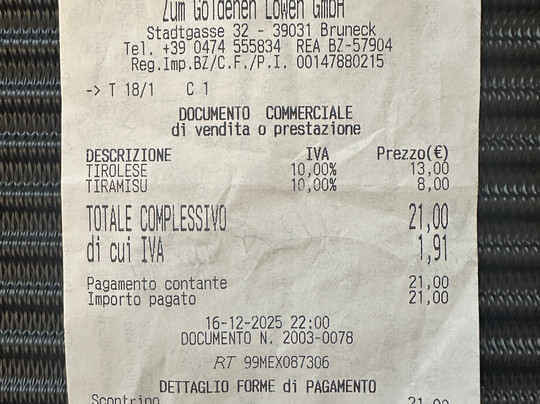 Zum Goldenen Löwen GmbH
Stadtgasse 32 - 39031 Bruneck
Tel. +39 0474 555834 REA BZ-57904
Reg.Imp.BZ/C.F./P.I. 00147880215
-> T 18/1 C 1
DOCUMENTO COMMERCIALE
di vendita o prestazione
DESCRIZIONE IVA Prezzo(€)
TIROLESE 10,00% 13,00
TIRAMISU 10,00% 8,00
TOTALE COMPLESSIVO 21,00
di cui IVA 1,91
Pagamento contante 21,00
Importo pagato 21,00
16-12-2025 22:00
DOCUMENTO N. 2003-0078
RT 99MEX087306
DETTAGLIO FORME di PAGAMENTO
Scontrino 21,00